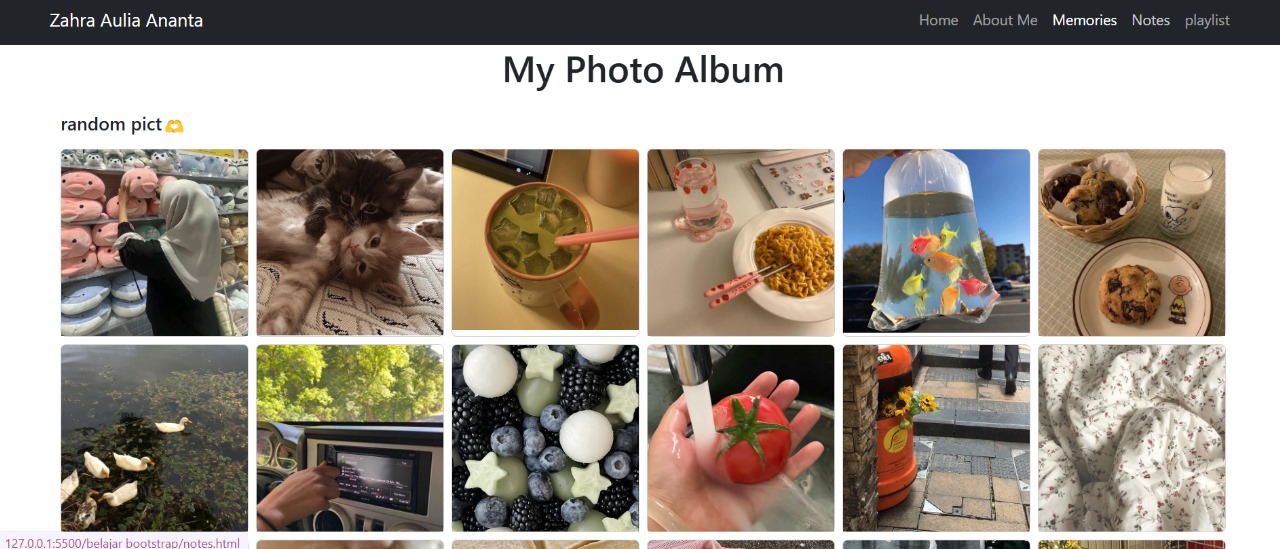 Zahra Aulia Ananta
Home About Me Memories Notes playlist
My Photo Album
random pict🫶
127.0.0.1:5500/belajar bootstrap/notes.html